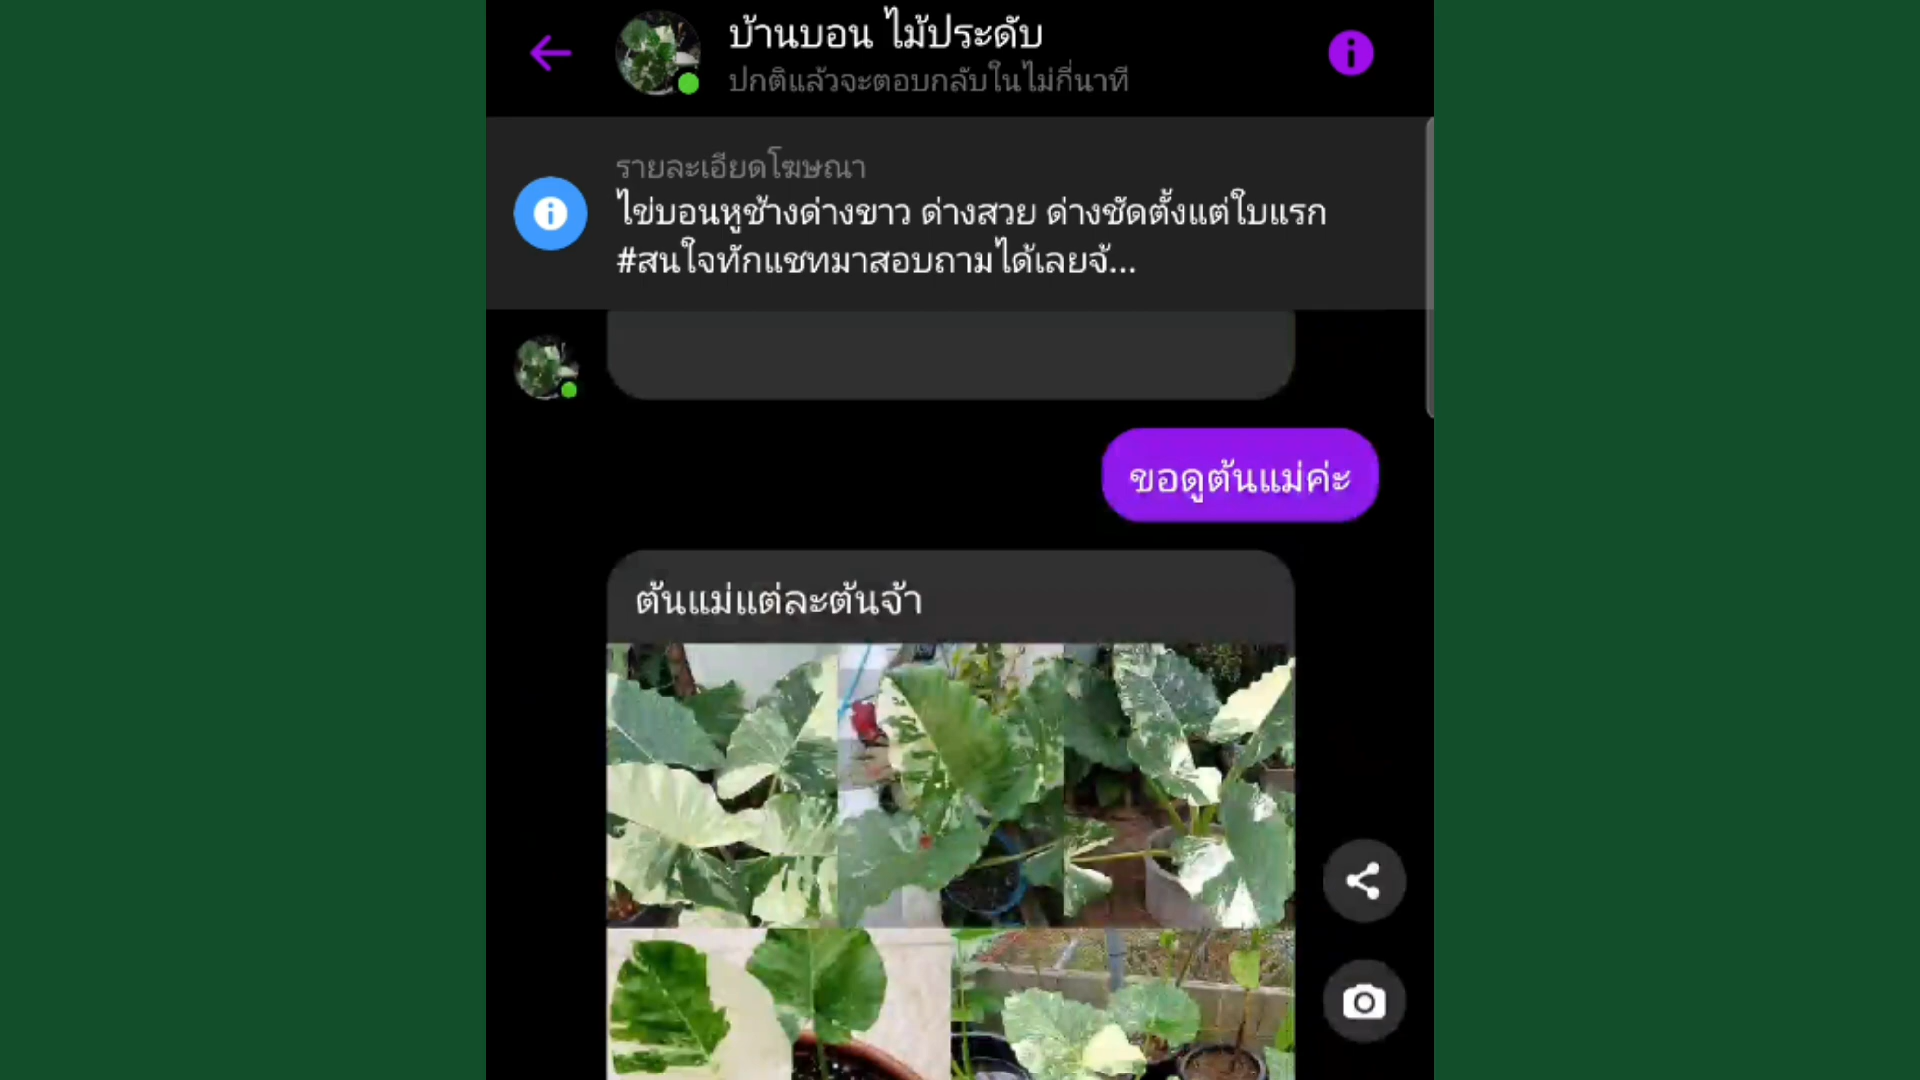 บ้านบอน ไม้ประดับ
ปกติแล้วจะตอบกลับในไม่กี่นาที
รายละเอียดโฆษณา
ไข่บอนหูช้างด่างขาว ด่างสวย ด่างชัดตั้งแต่ใบแรก
#สนใจทักแชทมาสอบถามได้เลยจ้...
ขอดูต้นแม่ค่ะ
ต้นแม่แต่ละต้นจ้า